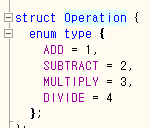 struct Operation {
enum type {
ADD = 1,
SUBTRACT = 2,
MULTIPLY = 3,
DIVIDE = 4
};
};